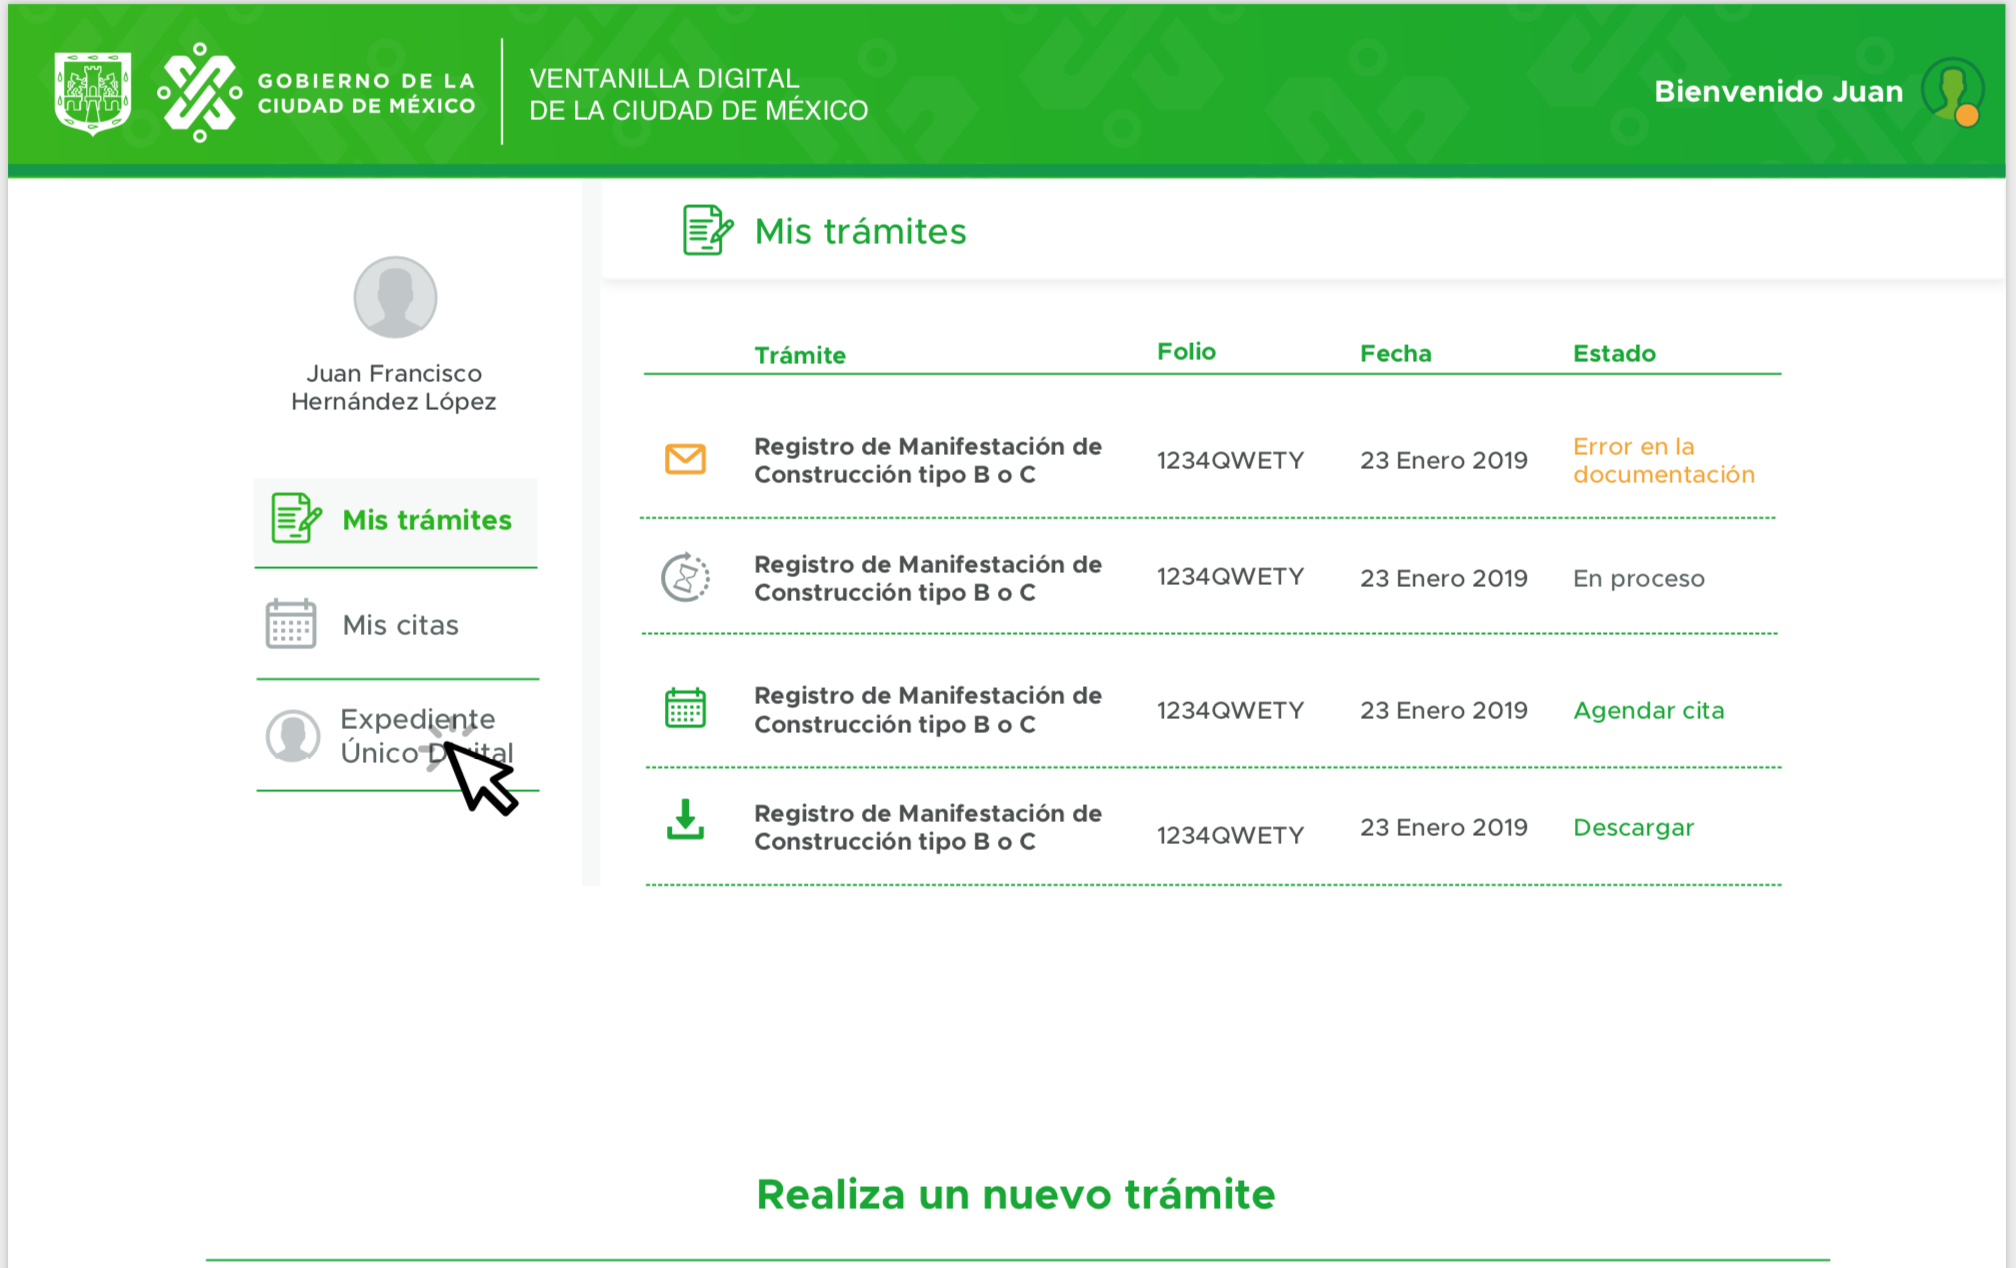 GOBIERNO DE LA
CIUDAD DE MÉXICO
VENTANILLA DIGITAL
DE LA CIUDAD DE MÉXICO
Bienvenido Juan
Juan Francisco
Hernández López
Mis trámites
Mis citas
Expediente
Único Digital
Mis trámites
Trámite Folio Fecha Estado
Registro de Manifestación de
Construcción tipo B o C
1234QWETY
23 Enero 2019
Error en la
documentación
Registro de Manifestación de
Construcción tipo B o C
1234QWETY
23 Enero 2019
En proceso
Registro de Manifestación de
Construcción tipo B o C
1234QWETY
23 Enero 2019
Agendar cita
Registro de Manifestación de
Construcción tipo B o C
1234QWETY
23 Enero 2019
Descargar
Realiza un nuevo trámite